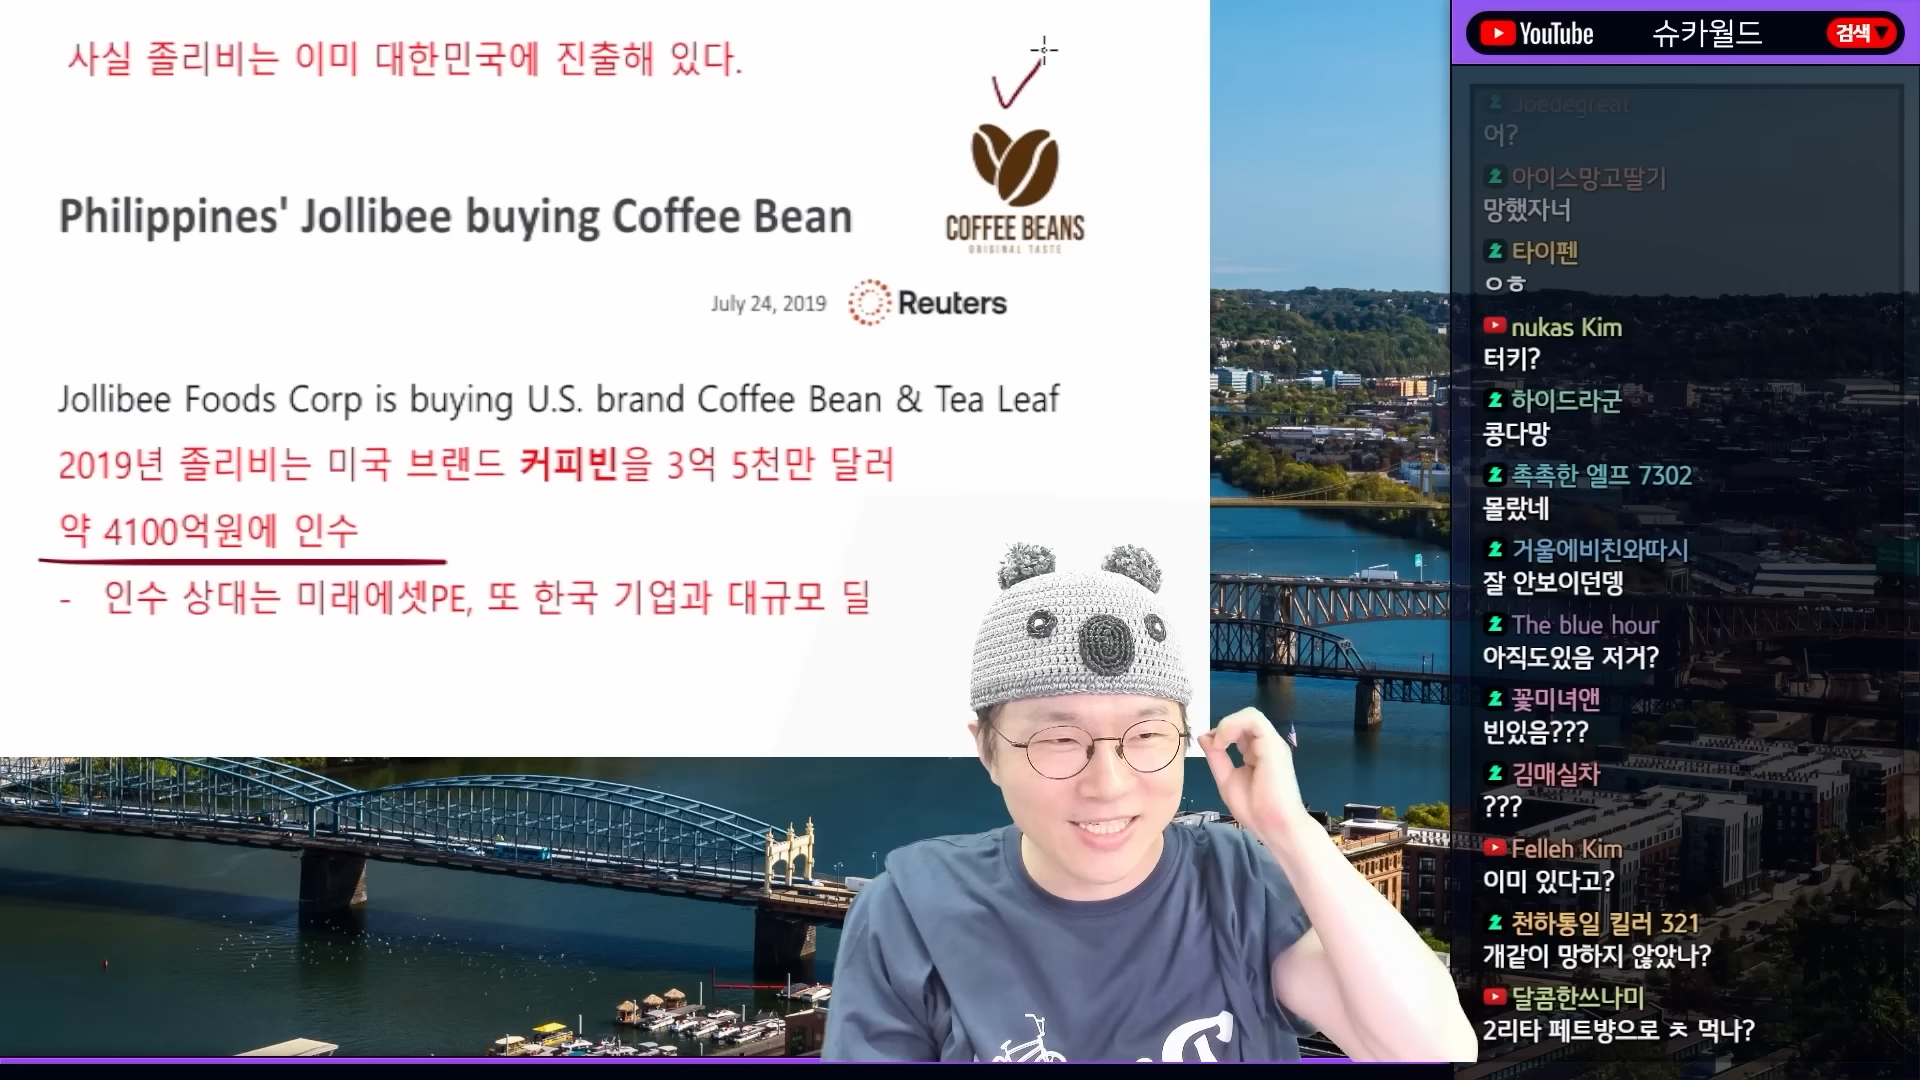 사실 졸리비는 이미 대한민국에 진출해 있다.
Philippines' Jollibee buying Coffee Bean
COFFEE BEANS
ORIGINAL TASTE
July 24, 2019
Reuters
Jollibee Foods Corp is buying U.S. brand Coffee Bean & Tea Leaf
2019년 졸리비는 미국 브랜드 커피빈을 3억 5천만 달러
약 4100억원에 인수
- 인수 상대는 미래에셋PE, 또 한국 기업과 대규모 딜
YouTube 슈카월드 검색
Joedegreat
어?
아이스망고딸기
망했자너
타이펜
ㅇㅎ
nukas Kim
터키?
하이드라군
콩다망
촉촉한 엘프 7302
몰랐네
거울에비친와따시
잘 안보이던뎅
The blue hour
아직도있음 저거?
꽃미녀앤
빈있음???
김매실차
???
Felleh Kim
이미 있다고?
천하통일 킬러 321
개같이 망하지 않았나?
달콤한쓰나미
2리타 페트뱡으로 ㅊ 먹나?